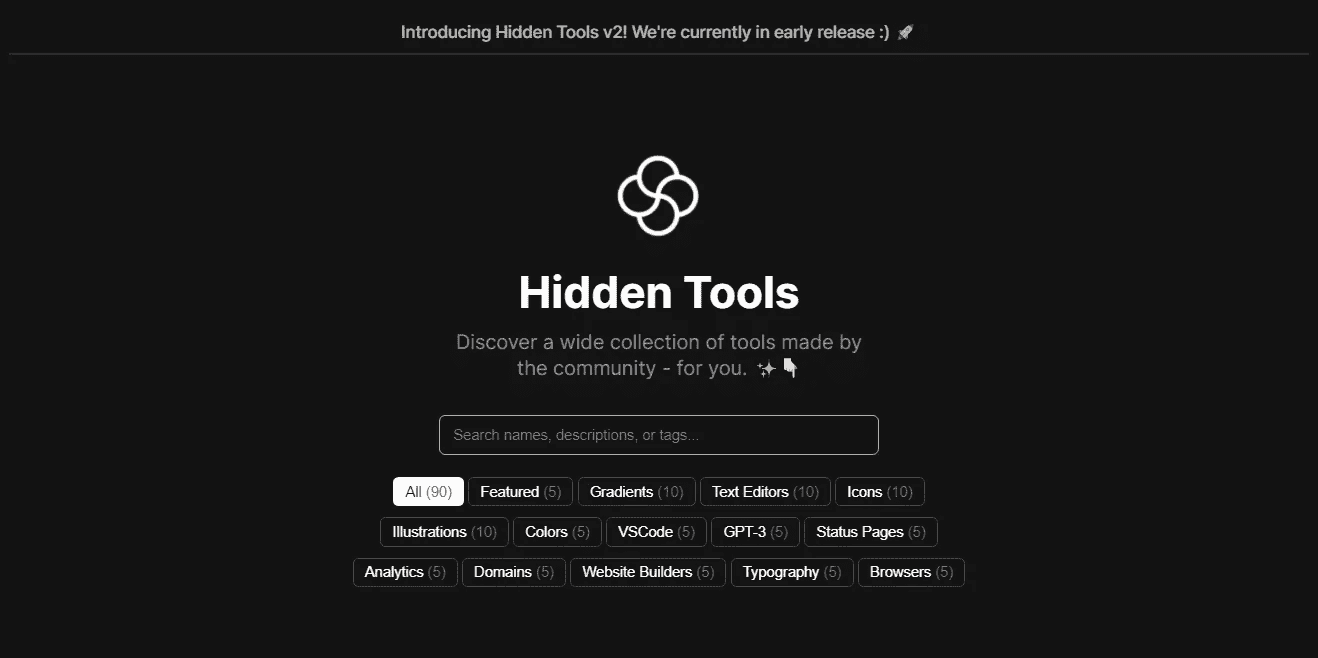 Introducing Hidden Tools v2! We're currently in early release :) 🚀
Hidden Tools
Discover a wide collection of tools made by
the community - for you. ✨👇
Search names, descriptions, or tags...
All (90) Featured (5) Gradients (10) Text Editors (10) Icons (10)
Illustrations (10) Colors (5) VSCode (5) GPT-3 (5) Status Pages (5)
Analytics (5) Domains (5) Website Builders (5) Typography (5) Browsers (5)